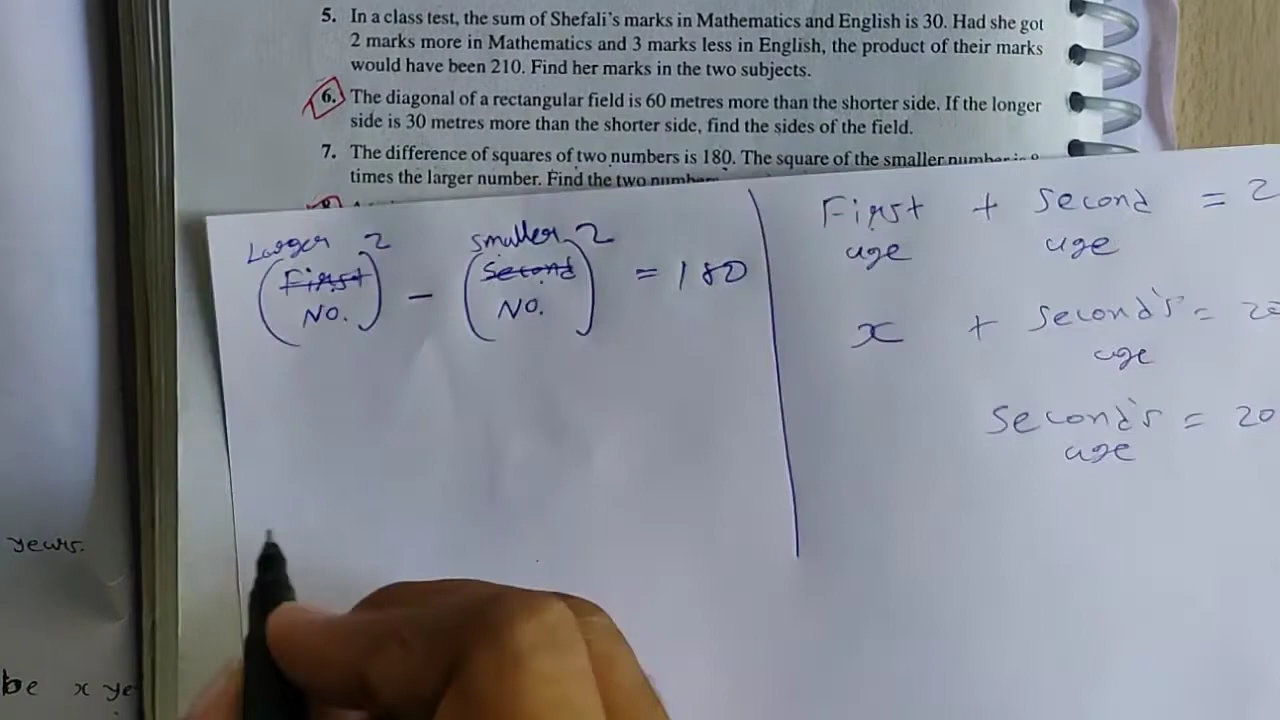 5. In a class test, the sum of Shefali's marks in Mathematics and English is 30. Had she got
2 marks more in Mathematics and 3 marks less in English, the product of their marks
would have been 210. Find her marks in the two subjects.
6. The diagonal of a rectangular field is 60 metres more than the shorter side. If the longer
side is 30 metres more than the shorter side, find the sides of the field.
7. The difference of squares of two numbers is 180. The square of the smaller number is 8
times the larger number. Find the two numbers
Larger 2 smaller 2
(First No.) - (Second No.) = 180
First age + Second age = 2
x + Second's age = 20
Second's age = 20
years.
be x ye